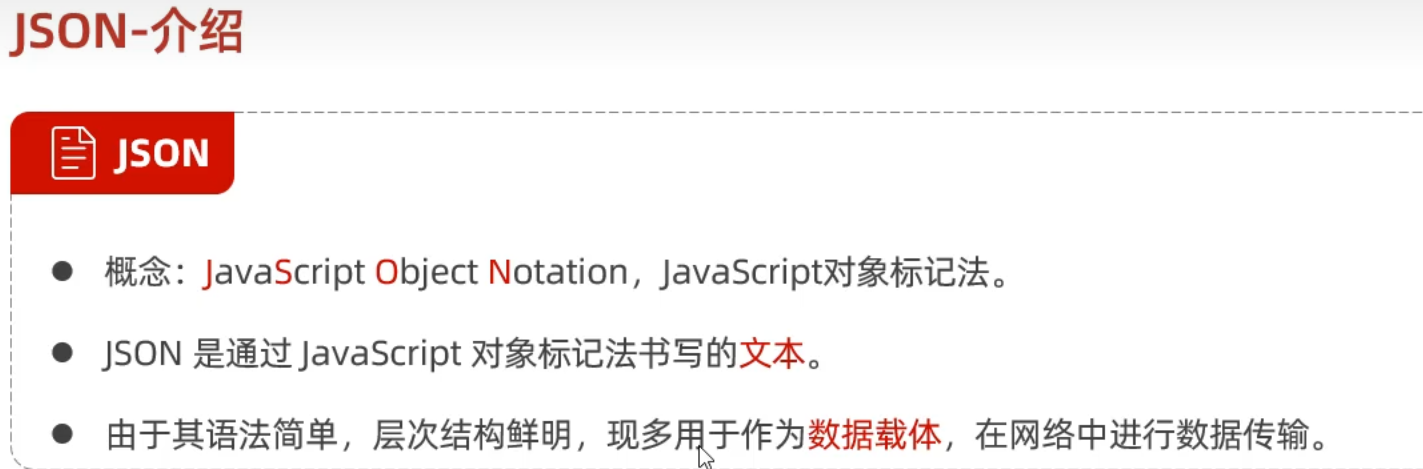 JSON-介绍
JSON
概念：JavaScript Object Notation，JavaScript对象标记法。
JSON 是通过 JavaScript 对象标记法书写的文本。
由于其语法简单，层次结构鲜明，现多用于作为数据载体，在网络中进行数据传输。